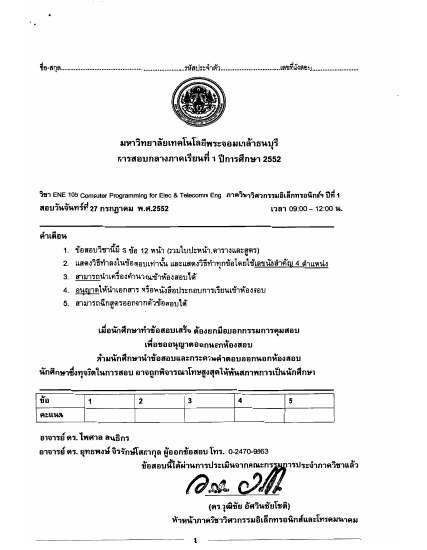 ชื่อ-สกุล....................................................รหัสประจำตัว..........................เลขที่นั่งสอบ.....................
มหาวิทยาลัยเทคโนโลยีพระจอมเกล้าธนบุรี
การสอบกลางภาคเรียนที่ 1 ปีการศึกษา 2552
วิชา ENE 105 Computer Programming for Elec & Telecomm Eng ภาควิชาวิศวกรรมอิเล็กทรอนิกส์ฯ ปีที่ 1
สอบวันจันทร์ที่ 27 กรกฎาคม พ.ศ.2552 เวลา 09:00 – 12:00 น.
คำเตือน
1. ข้อสอบวิชานี้มี 5 ข้อ 12 หน้า (รวมใบปะหน้า,ตารางและสูตร)
2. แสดงวิธีทำลงในข้อสอบเท่านั้น และแสดงวิธีทำทุกข้อโดยใช้เลขนัยสำคัญ 4 ตำแหน่ง
3. สามารถนำเครื่องคำนวณเข้าห้องสอบได้
4. อนุญาตให้นำเอกสาร หรือหนังสือประกอบการเรียนเข้าห้องสอบ
5. สามารถฉีกสูตรออกจากตัวข้อสอบได้
เมื่อนักศึกษาทำข้อสอบเสร็จ ต้องยกมือบอกกรรมการคุมสอบ
เพื่อขออนุญาตออกนอกห้องสอบ
ห้ามนักศึกษานำข้อสอบและกระดาษคำตอบออกนอกห้องสอบ
นักศึกษาซึ่งทุจริตในการสอบ อาจถูกพิจารณาโทษสูงสุดให้พ้นสภาพการเป็นนักศึกษา
ข้อ 1 2 3 4 5
คะแนน
อาจารย์ ดร. ไพศาล
อาจารย์ ดร. ยุทธพงษ์ จิรรักษ์โสภากุล ผู้ออกข้อสอบ โทร. 0-2470-9063
ข้อสอบนี้ได้ผ่านการประเมินจากคณะกรรมการประจำภาควิชาแล้ว
(ดร วุฒิชัย อัศวินชัยโชติ)
หัวหน้าภาควิชาวิศวกรรมอิเล็กทรอนิกส์และโทรคมนาคม
1